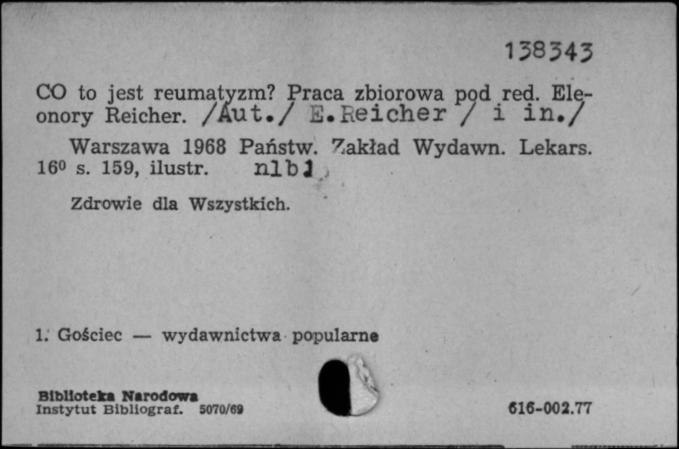 138343
CO to jest reumatyzm? Praca zbiorowa pod red. Ele-
onory Reicher. /Aut./ E.Reicher / i in./
Warszawa 1968 Państw. Zakład Wydawn. Lekars.
16⁰ s. 159, ilustr. nlb1
Zdrowie dla Wszystkich.
1. Gościec — wydawnictwa popularne
Biblioteka Narodowa
Instytut Bibliograf. 5070/69
616-002.77